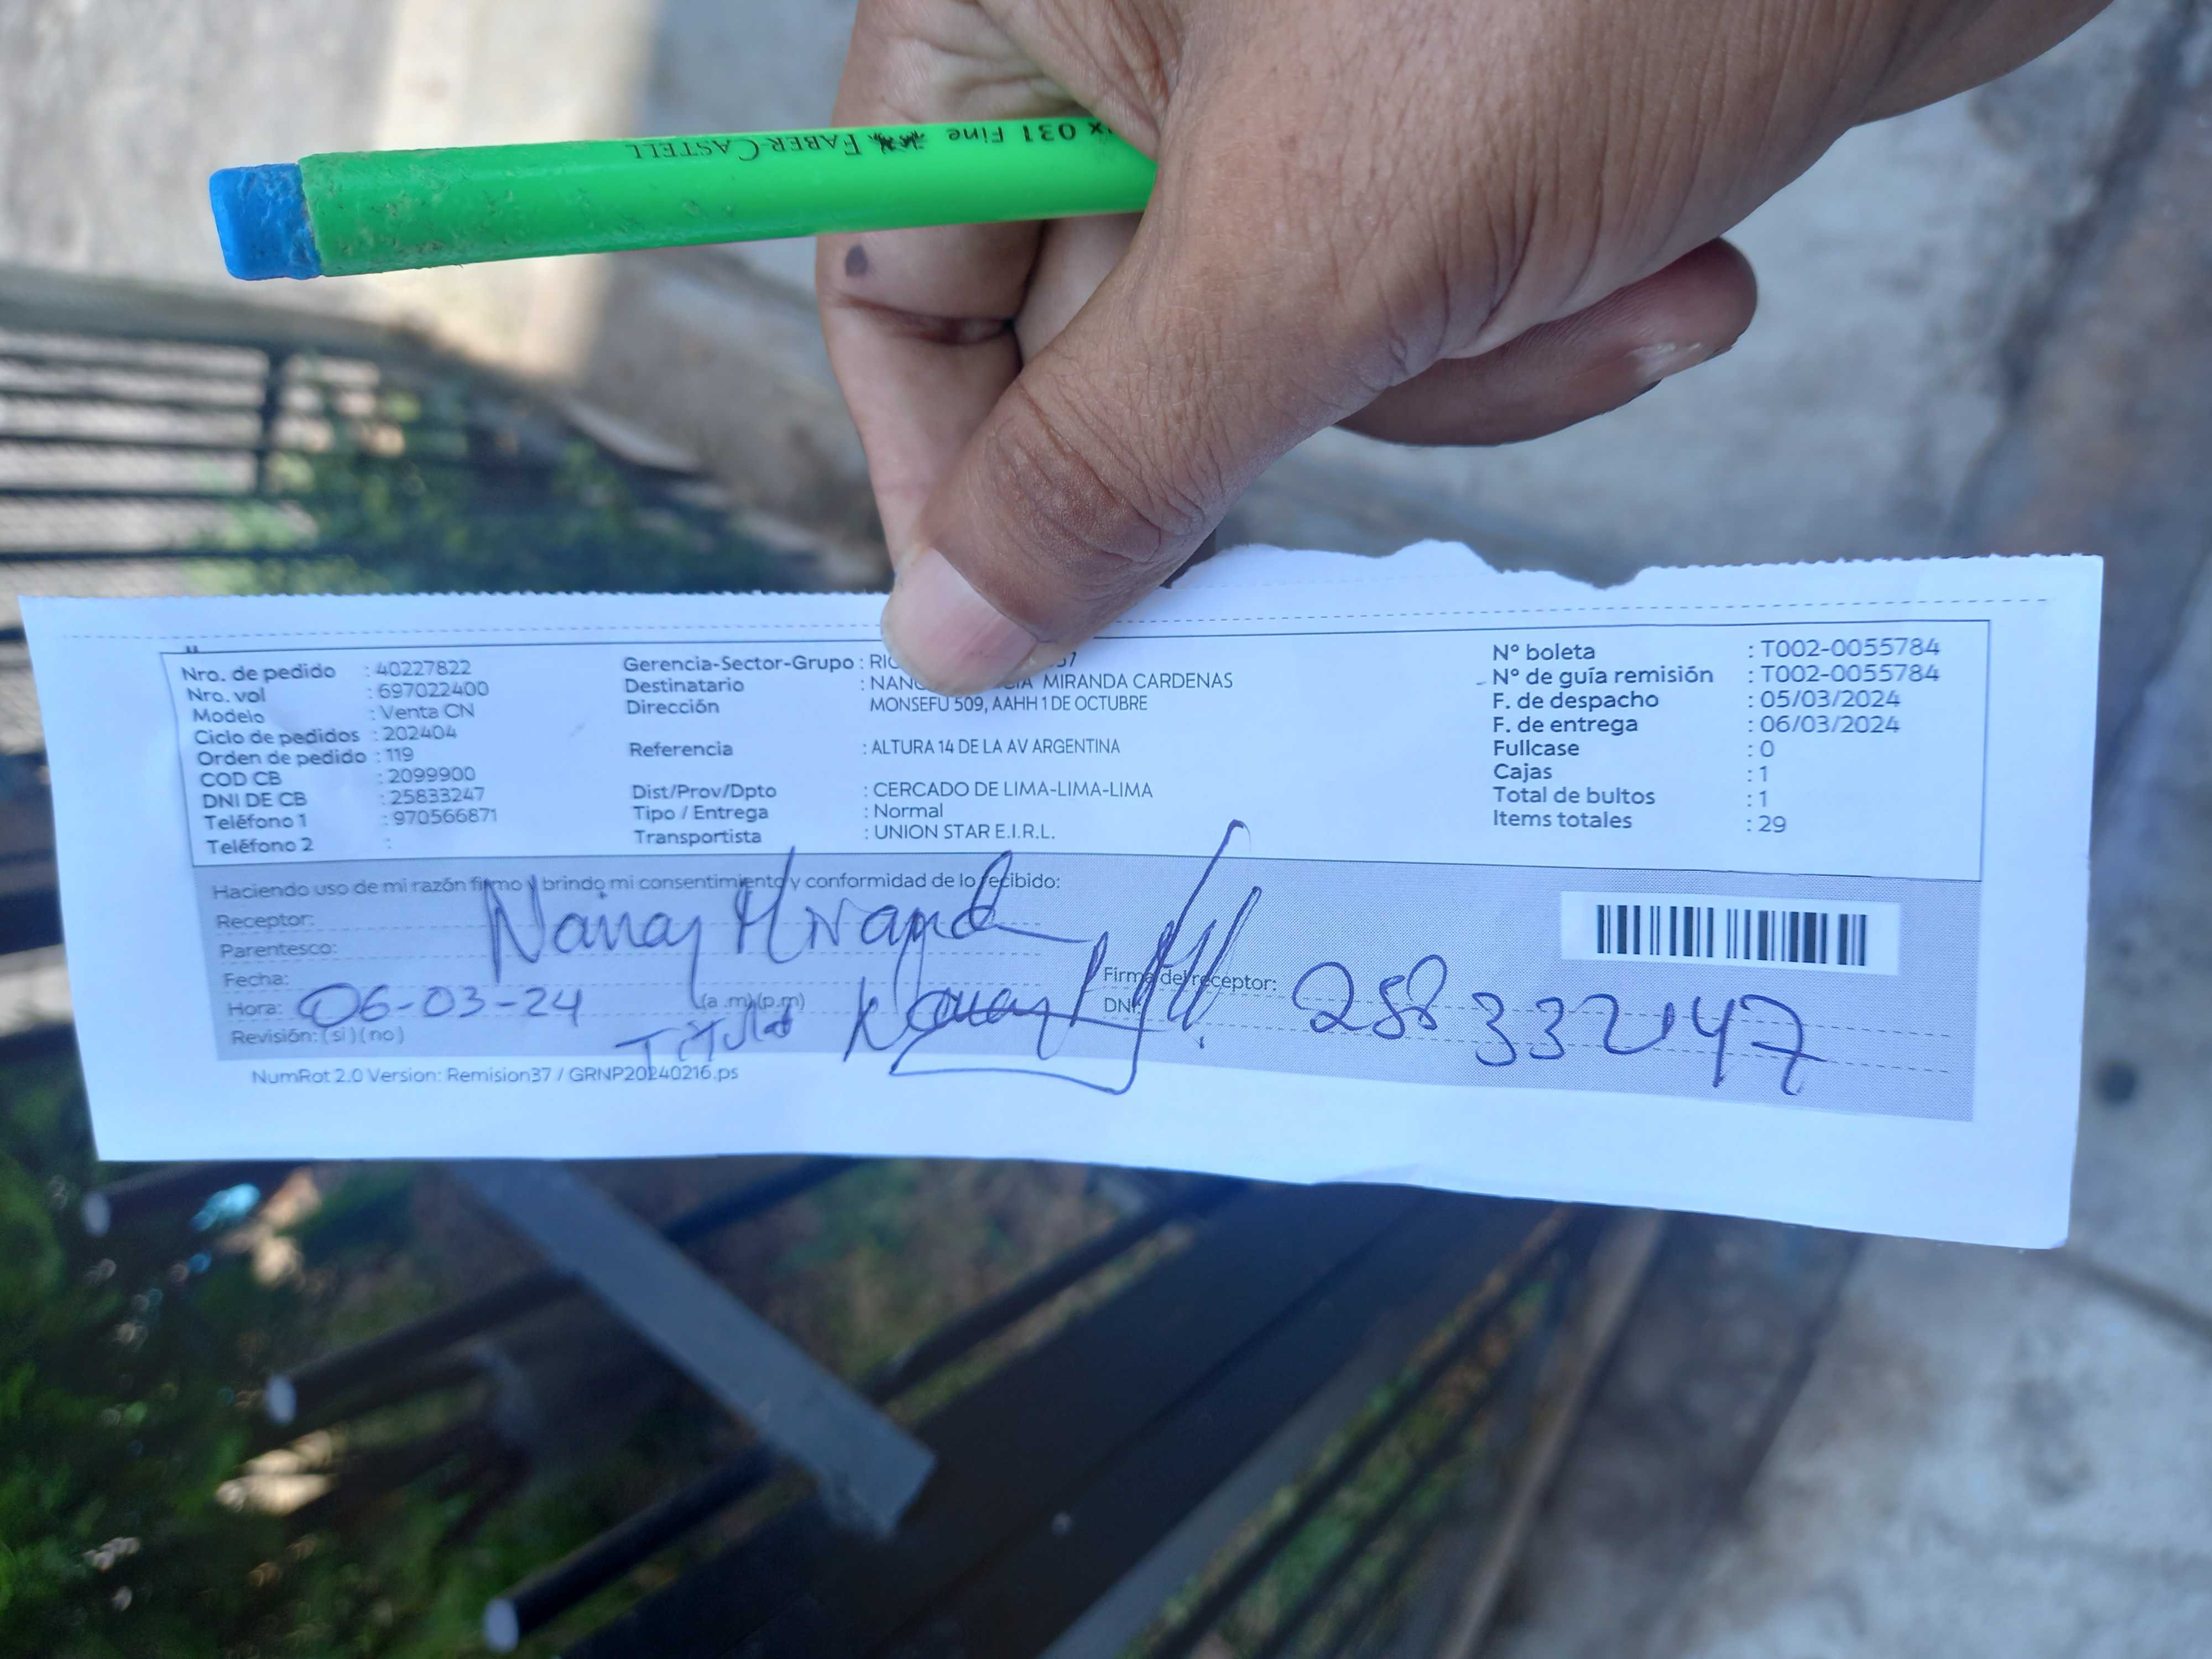 x 031 Fine FABER-CASTELL
Nro. de pedido : 40227822
Nro. vol : 697022400
Modelo : Venta CN
Ciclo de pedidos : 202404
Orden de pedido : 119
COD CB : 2099900
DNI DE CB : 25833247
Teléfono 1 : 970566871
Teléfono 2 :
Gerencia-Sector-Grupo :
Destinatario : MIRANDA CARDENAS
Dirección MONSEFU 509, AAHH 1 DE OCTUBRE
Referencia : ALTURA 14 DE LA AV ARGENTINA
Dist/Prov/Dpto : CERCADO DE LIMA-LIMA-LIMA
Tipo / Entrega : Normal
Transportista : UNION STAR E.I.R.L.
N° boleta : T002-0055784
N° de guía remisión : T002-0055784
F. de despacho : 05/03/2024
F. de entrega : 06/03/2024
Fullcase : 0
Cajas : 1
Total de bultos : 1
Items totales : 29
Haciendo uso de mi razón firmo y brindo mi consentimiento y conformidad de lo recibido:
Receptor: Nancy Miranda
Parentesco:
Fecha:
Hora: 06-03-24 (a.m) (p.m)
Revisión: (si) (no) Titular
Firma del receptor:
DNI:
NumRot 2.0 Version: Remision37 / GRNP20240216.ps